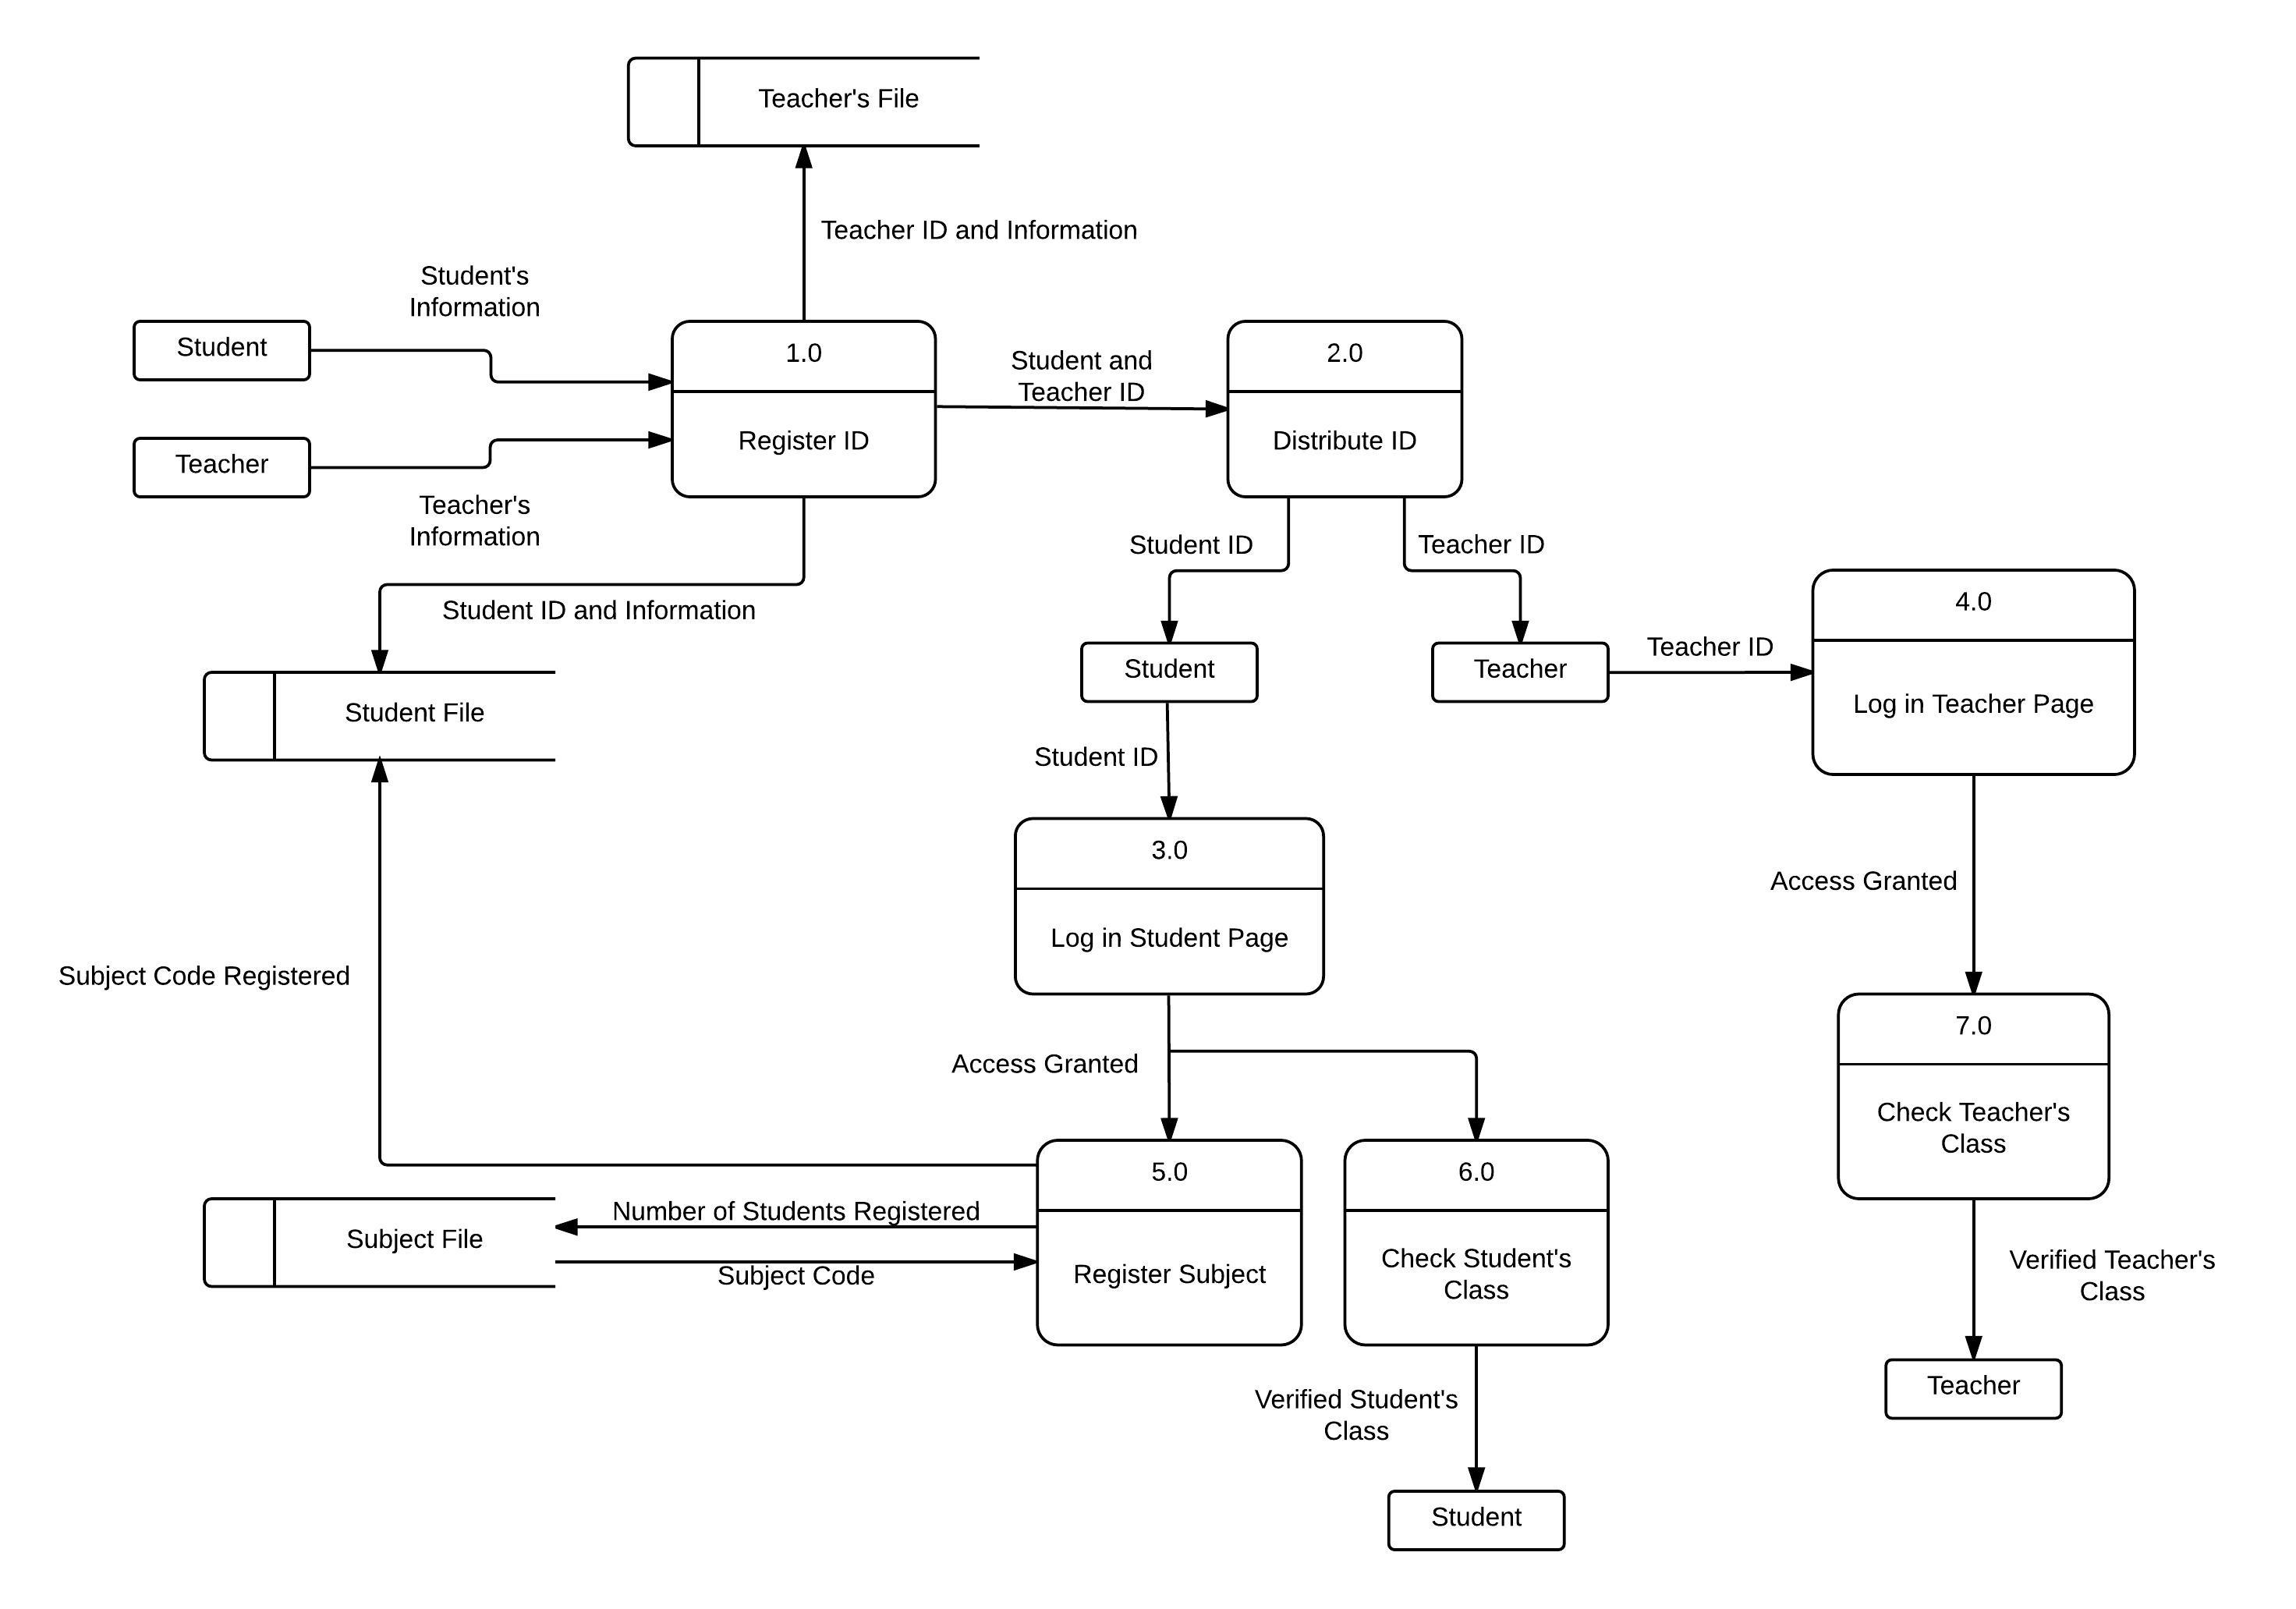 Teacher's File
Teacher ID and Information
Student's
Information
Student
1.0
Register ID
Student and
Teacher ID
2.0
Distribute ID
Teacher
Teacher's
Information
Student ID and Information
Student ID
Teacher ID
Student File
Student
Teacher
Teacher ID
4.0
Log in Teacher Page
Student ID
3.0
Log in Student Page
Access Granted
Subject Code Registered
Access Granted
7.0
Check Teacher's
Class
5.0
Register Subject
6.0
Check Student's
Class
Number of Students Registered
Subject File
Subject Code
Verified Teacher's
Class
Teacher
Verified Student's
Class
Student